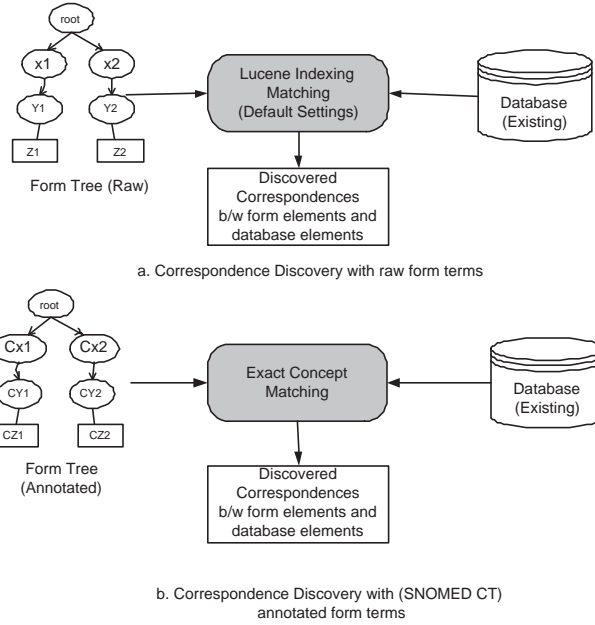 root
x1
x2
Y1
Y2
Z1
Z2
Form Tree (Raw)
Lucene Indexing
Matching
(Default Settings)
Database
(Existing)
Discovered
Correspondences
b/w form elements and
database elements
a. Correspondence Discovery with raw form terms
root
Cx1
Cx2
CY1
CY2
CZ1
CZ2
Form Tree
(Annotated)
Exact Concept
Matching
Database
(Existing)
Discovered
Correspondences
b/w form elements and
database elements
b. Correspondence Discovery with (SNOMED CT)
annotated form terms